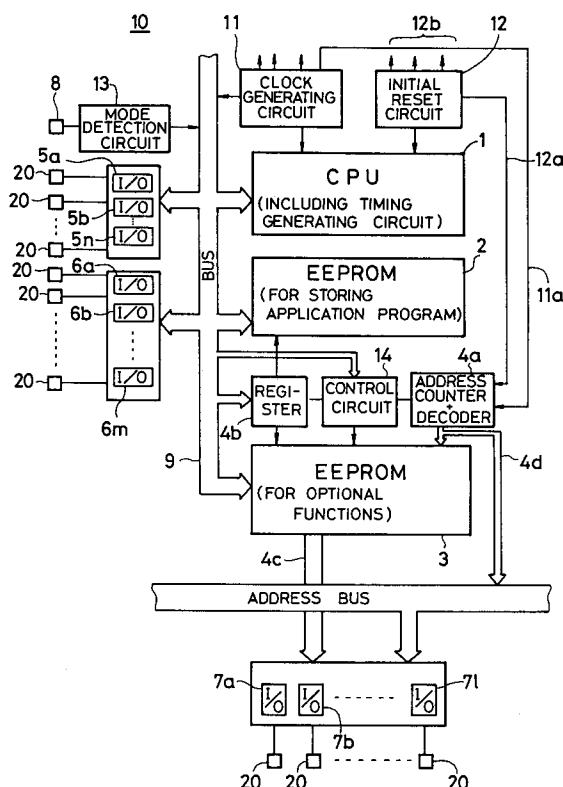 10
11
12b
12
8
13
MODE
DETECTION
CIRCUIT
CLOCK
GENERATING
CIRCUIT
INITIAL
RESET
CIRCUIT
12a
11a
1
CPU
(INCLUDING TIMING
GENERATING CIRCUIT)
20
5a
I/O
20
5b
I/O
5n
I/O
20
20
6a
I/O
6b
I/O
20
I/O
6m
BUS
2
EEPROM
(FOR STORING
APPLICATION PROGRAM)
14
4a
REGI-
STER
4b
CONTROL
CIRCUIT
ADDRESS
COUNTER
+
DECODER
4d
9
EEPROM
(FOR OPTIONAL
FUNCTIONS)
3
4c
ADDRESS BUS
7a
I/O
I/O
7b
I/O
7l
20
20
20